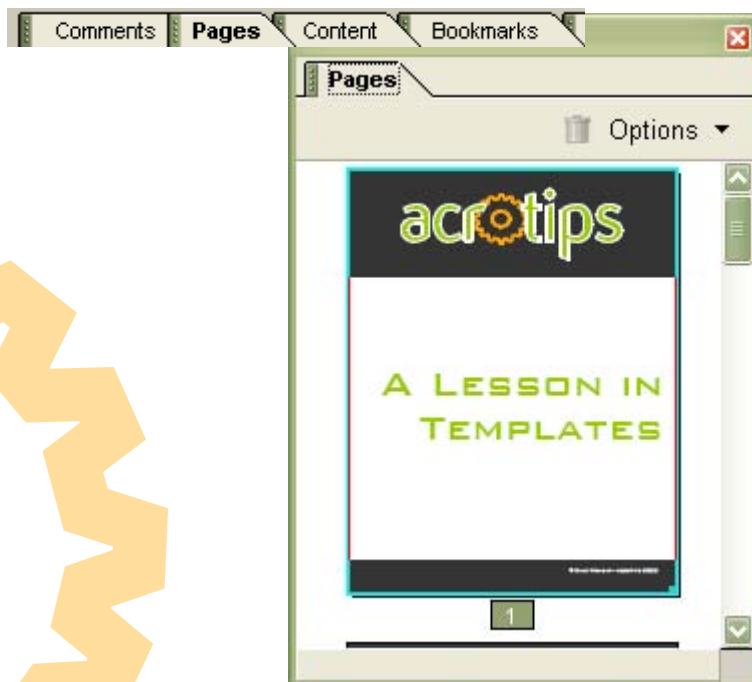 Comments Pages Content Bookmarks
Pages
Options
acrotips
A Lesson in
Templates
1